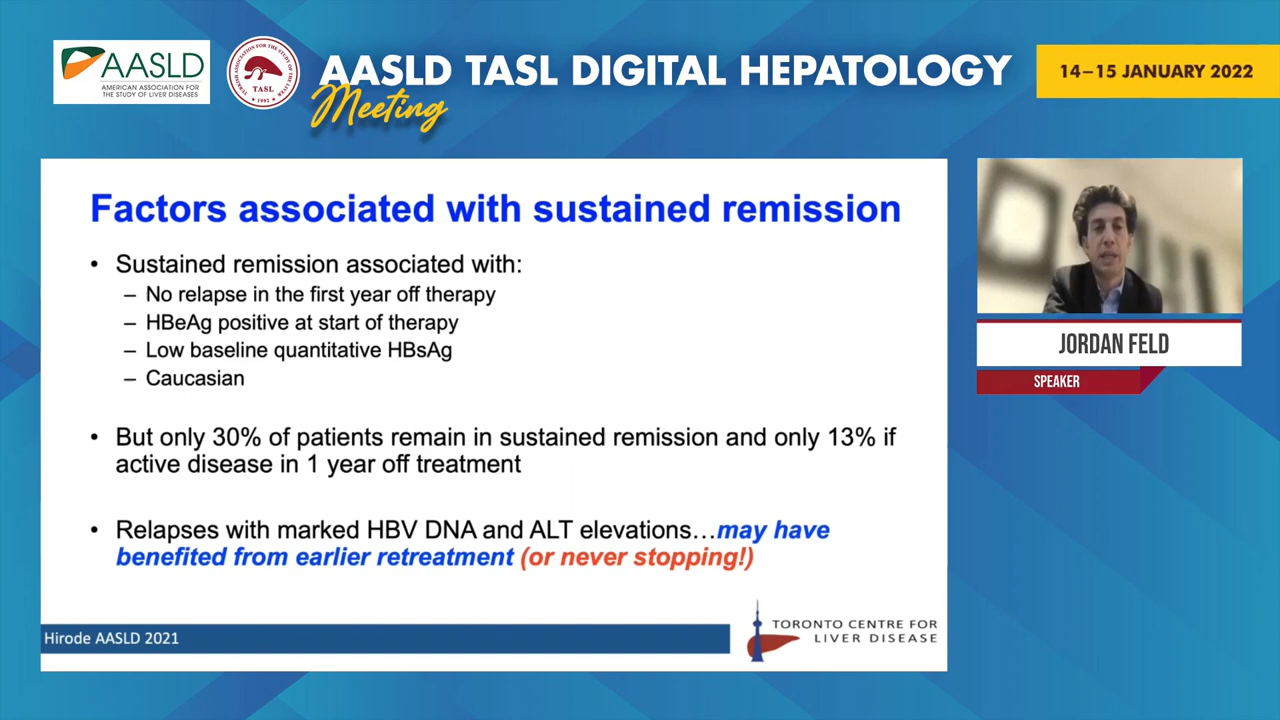 AASLD
AMERICAN ASSOCIATION FOR
THE STUDY OF LIVER DISEASES
TASL
1992
AASLD TASL DIGITAL HEPATOLOGY
Meeting
14–15 JANUARY 2022
Factors associated with sustained remission
• Sustained remission associated with:
– No relapse in the first year off therapy
– HBeAg positive at start of therapy
– Low baseline quantitative HBsAg
– Caucasian
• But only 30% of patients remain in sustained remission and only 13% if
active disease in 1 year off treatment
• Relapses with marked HBV DNA and ALT elevations…may have
benefited from earlier retreatment (or never stopping!)
Hirode AASLD 2021
TORONTO CENTRE FOR
LIVER DISEASE
JORDAN FELD
SPEAKER